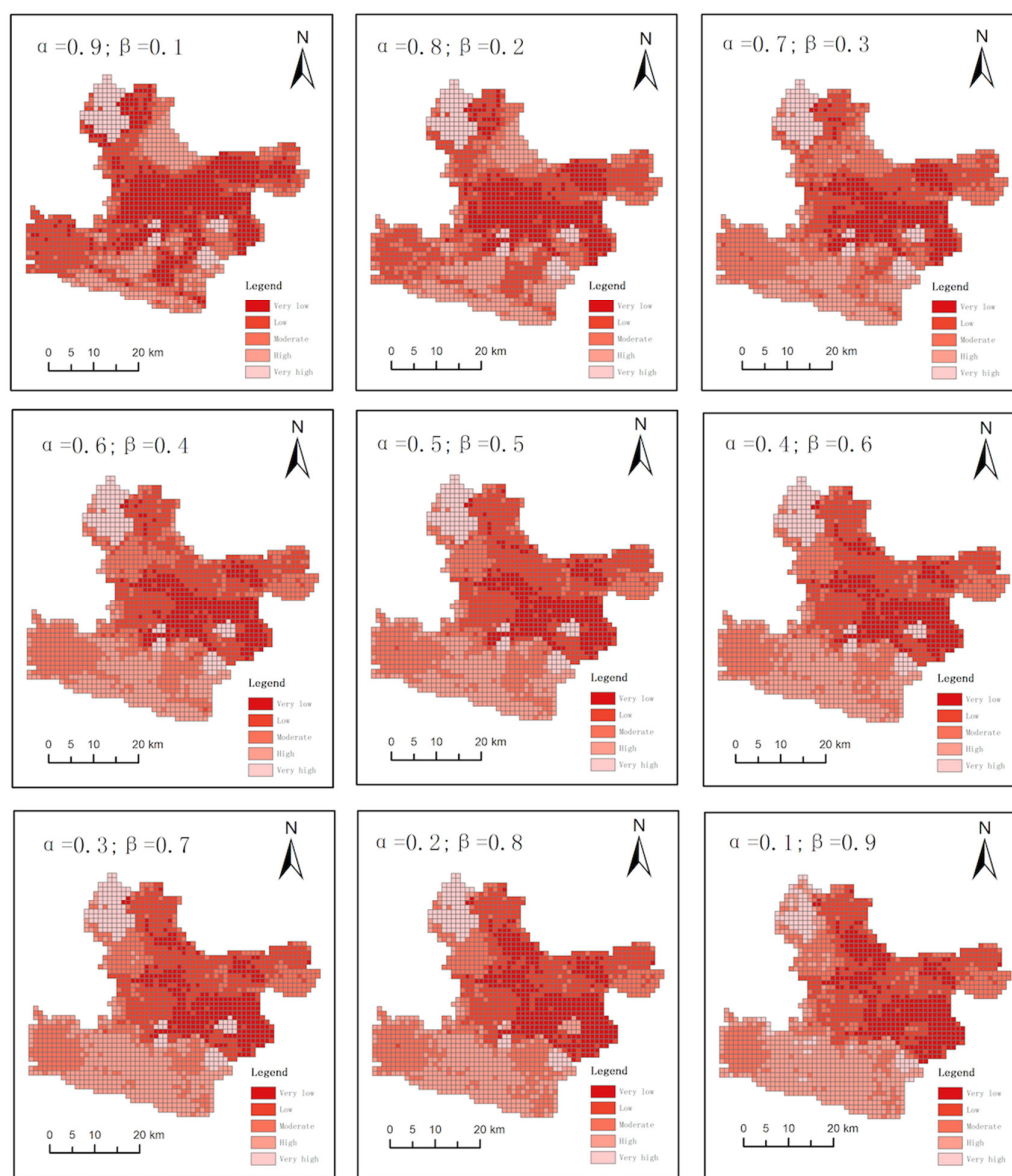 α=0.9; β=0.1
N
Legend
Very low
Low
Moderate
High
Very high
0 5 10 20 km
α=0.8; β=0.2
N
Legend
Very low
Low
Moderate
High
Very high
0 5 10 20 km
α=0.7; β=0.3
N
Legend
Very low
Low
Moderate
High
Very high
0 5 10 20 km
α=0.6; β=0.4
N
Legend
Very low
Low
Moderate
High
Very high
0 5 10 20 km
α=0.5; β=0.5
N
Legend
Very low
Low
Moderate
High
Very high
0 5 10 20 km
α=0.4; β=0.6
N
Legend
Very low
Low
Moderate
High
Very high
0 5 10 20 km
α=0.3; β=0.7
N
Legend
Very low
Low
Moderate
High
Very high
0 5 10 20 km
α=0.2; β=0.8
N
Legend
Very low
Low
Moderate
High
Very high
0 5 10 20 km
α=0.1; β=0.9
N
Legend
Very low
Low
Moderate
High
Very high
0 5 10 20 km